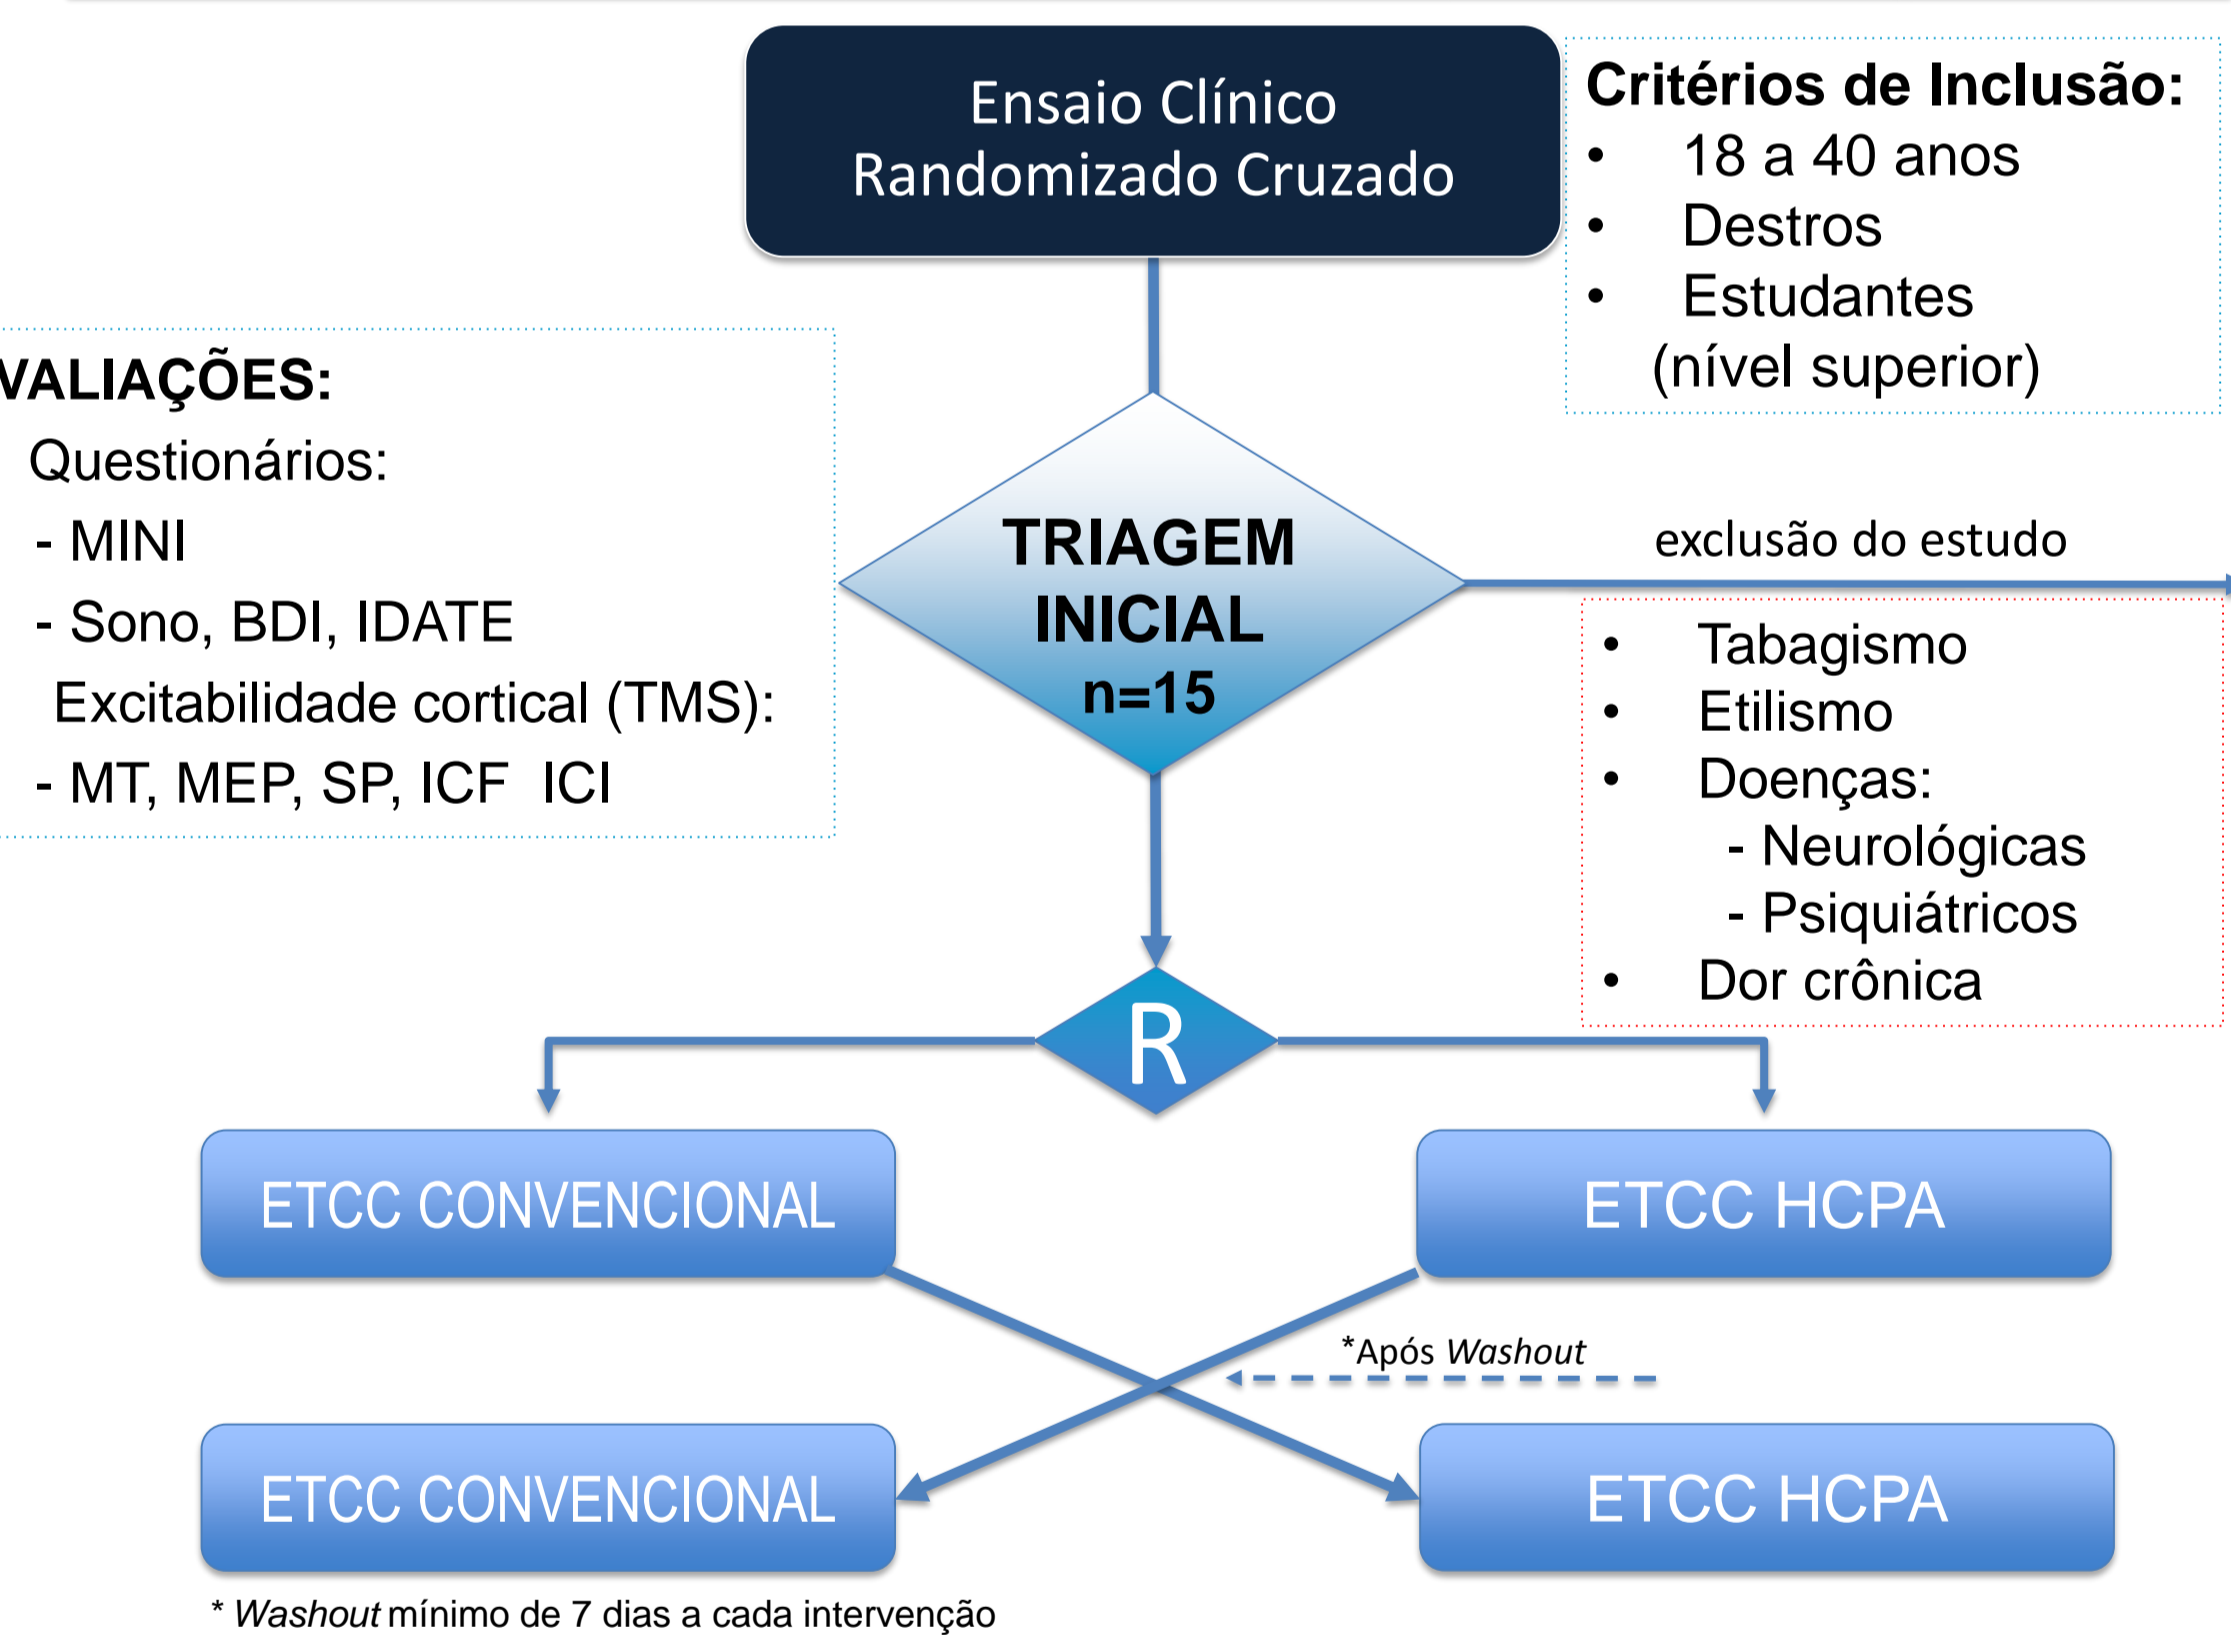 Ensaio Clínico
Randomizado Cruzado
Critérios de Inclusão:
• 18 a 40 anos
• Destros
• Estudantes
(nível superior)
VALIAÇÕES:
Questionários:
- MINI
- Sono, BDI, IDATE
Excitabilidade cortical (TMS):
- MT, MEP, SP, ICF ICI
TRIAGEM
INICIAL
n=15
exclusão do estudo
• Tabagismo
• Etilismo
• Doenças:
- Neurológicas
- Psiquiátricos
• Dor crônica
R
ETCC CONVENCIONAL
ETCC HCPA
*Após Washout
ETCC CONVENCIONAL
ETCC HCPA
* Washout mínimo de 7 dias a cada intervenção